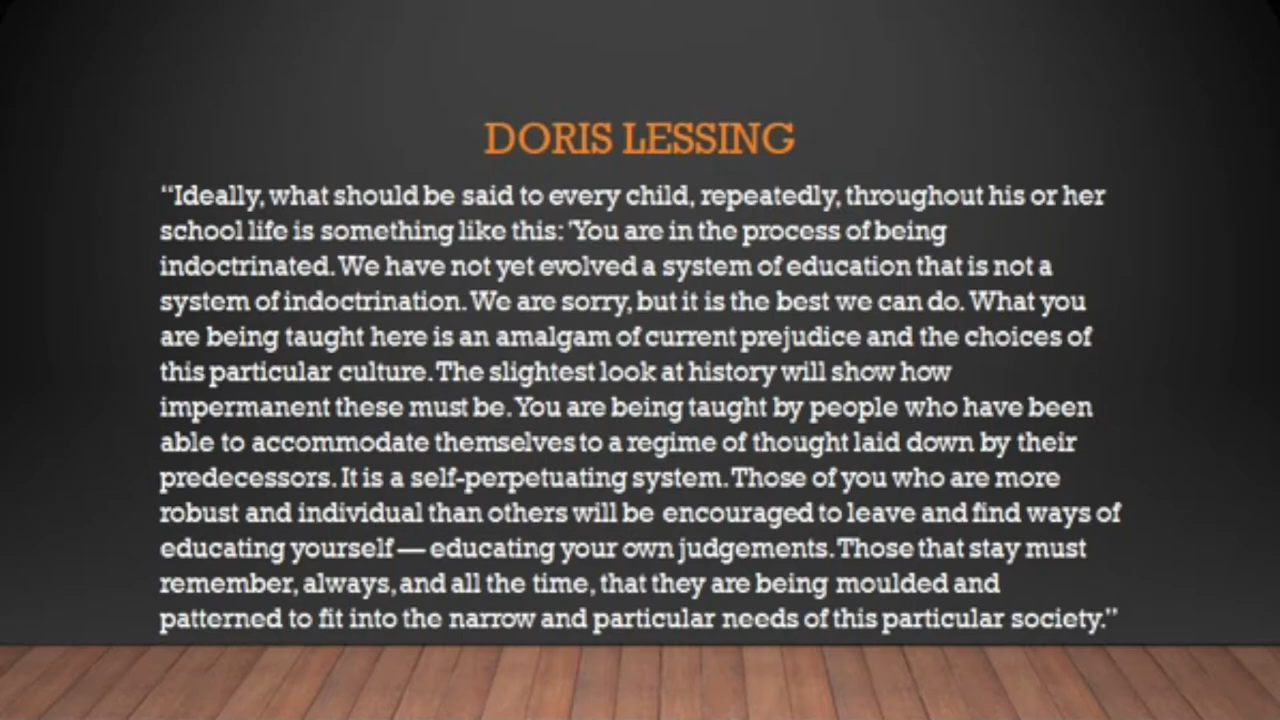 DORIS LESSING
“Ideally, what should be said to every child, repeatedly, throughout his or her
school life is something like this: ‘You are in the process of being
indoctrinated. We have not yet evolved a system of education that is not a
system of indoctrination. We are sorry, but it is the best we can do. What you
are being taught here is an amalgam of current prejudice and the choices of
this particular culture. The slightest look at history will show how
impermanent these must be. You are being taught by people who have been
able to accommodate themselves to a regime of thought laid down by their
predecessors. It is a self-perpetuating system. Those of you who are more
robust and individual than others will be encouraged to leave and find ways of
educating yourself — educating your own judgements. Those that stay must
remember, always, and all the time, that they are being moulded and
patterned to fit into the narrow and particular needs of this particular society.”